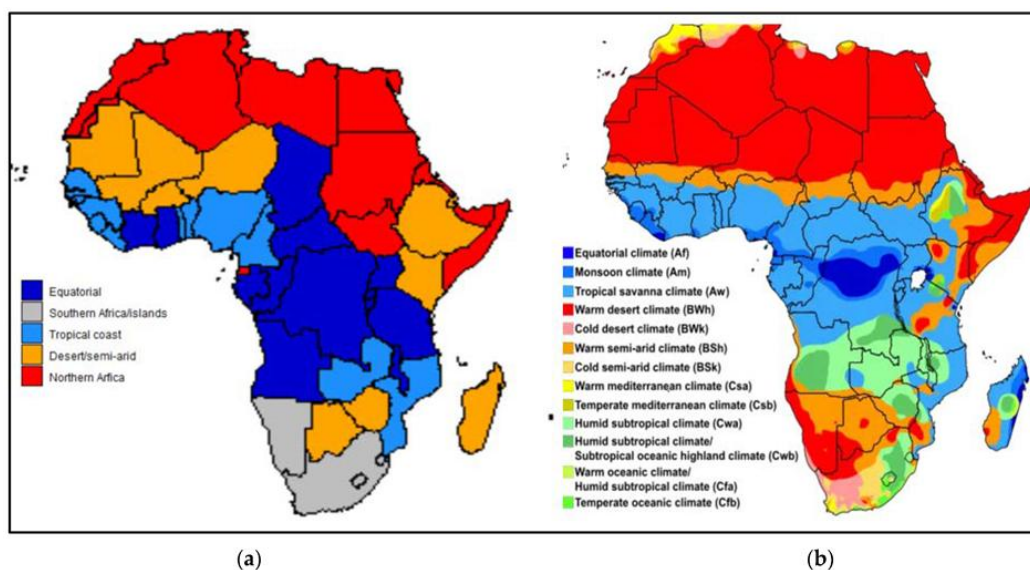 Equatorial
Southern Africa/islands
Tropical coast
Desert/semi-arid
Northern Arfica
Equatorial climate (Af)
Monsoon climate (Am)
Tropical savanna climate (Aw)
Warm desert climate (BWh)
Cold desert climate (BWk)
Warm semi-arid climate (BSh)
Cold semi-arid climate (BSk)
Warm mediterranean climate (Csa)
Temperate mediterranean climate (Csb)
Humid subtropical climate (Cwa)
Humid subtropical climate/
Subtropical oceanic highland climate (Cwb)
Warm oceanic climate/
Humid subtropical climate (Cfa)
Temperate oceanic climate (Cfb)
(a)
(b)